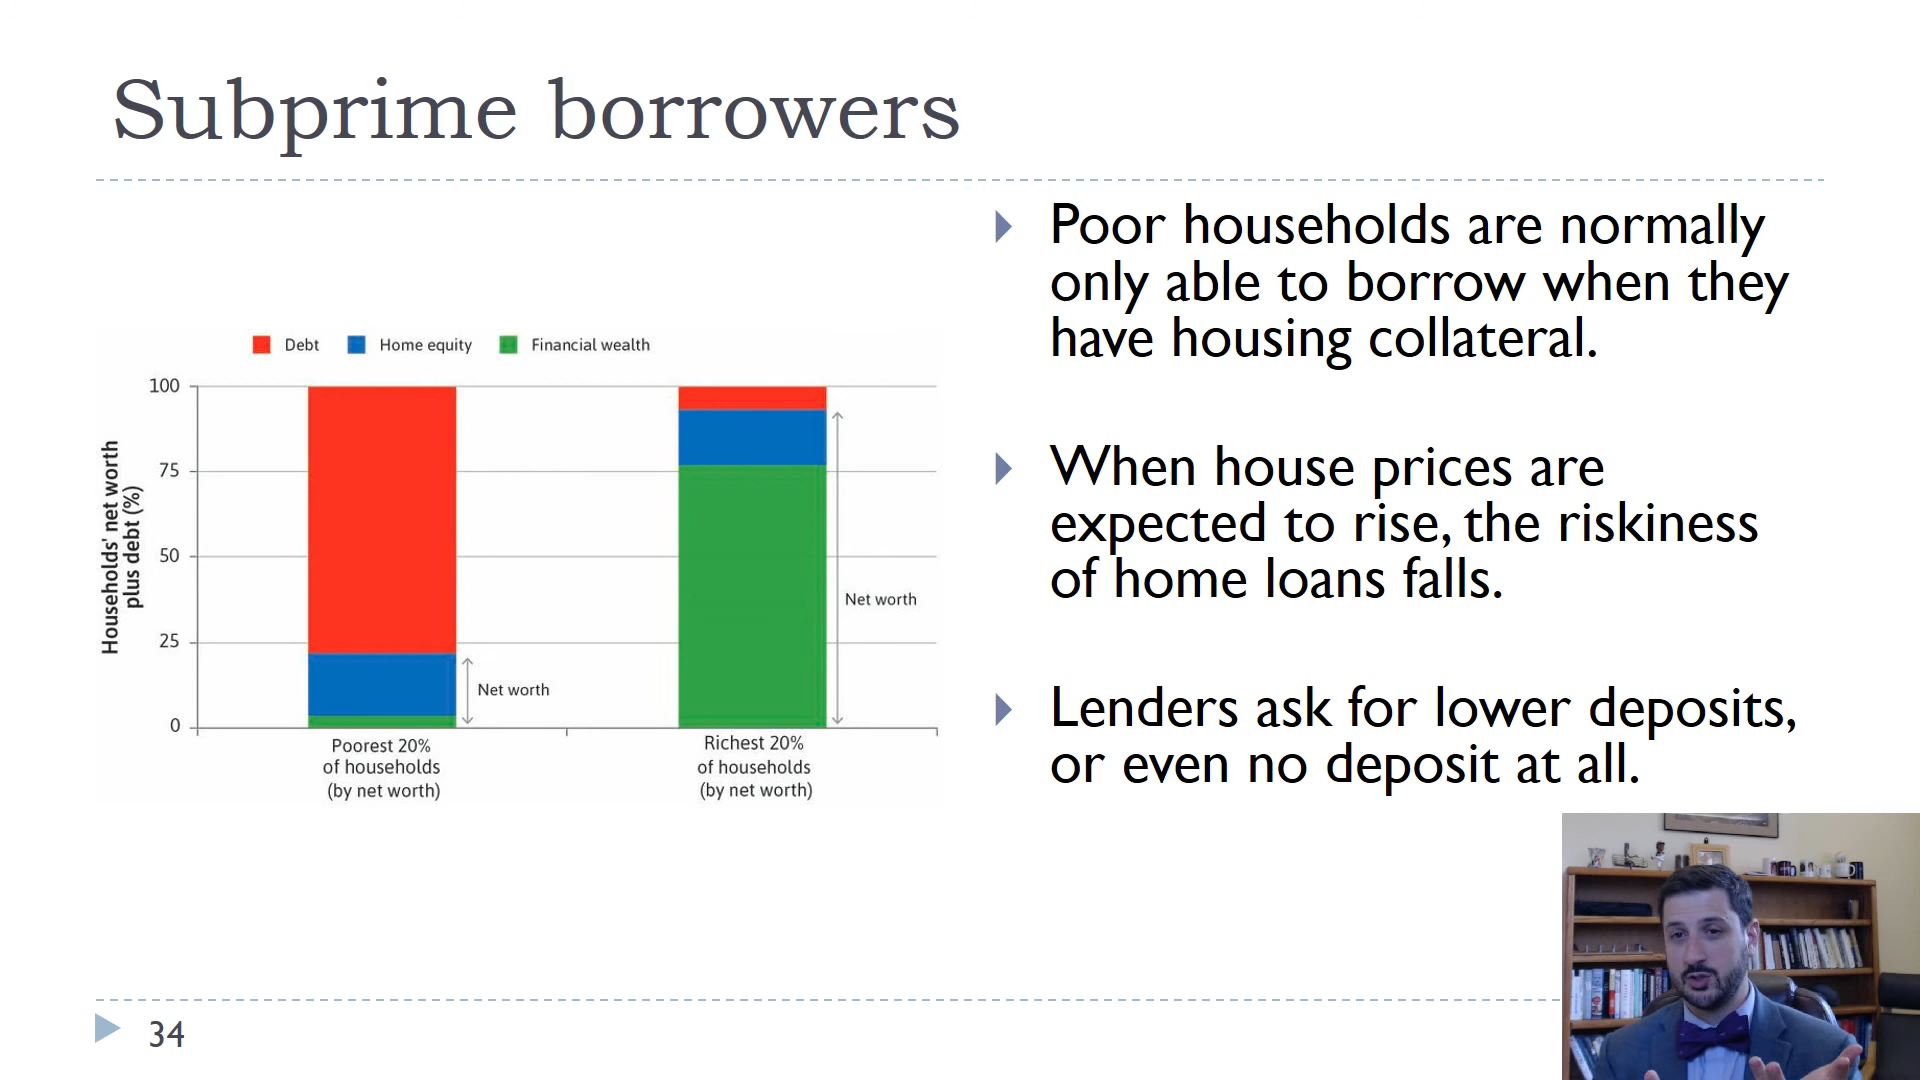 Subprime borrowers
Debt
Home equity
Financial wealth
Households' net worth
plus debt (%)
100
75
50
25
0
Net worth
Net worth
Poorest 20%
of households
(by net worth)
Richest 20%
of households
(by net worth)
Poor households are normally
only able to borrow when they
have housing collateral.
When house prices are
expected to rise, the riskiness
of home loans falls.
Lenders ask for lower deposits,
or even no deposit at all.
34